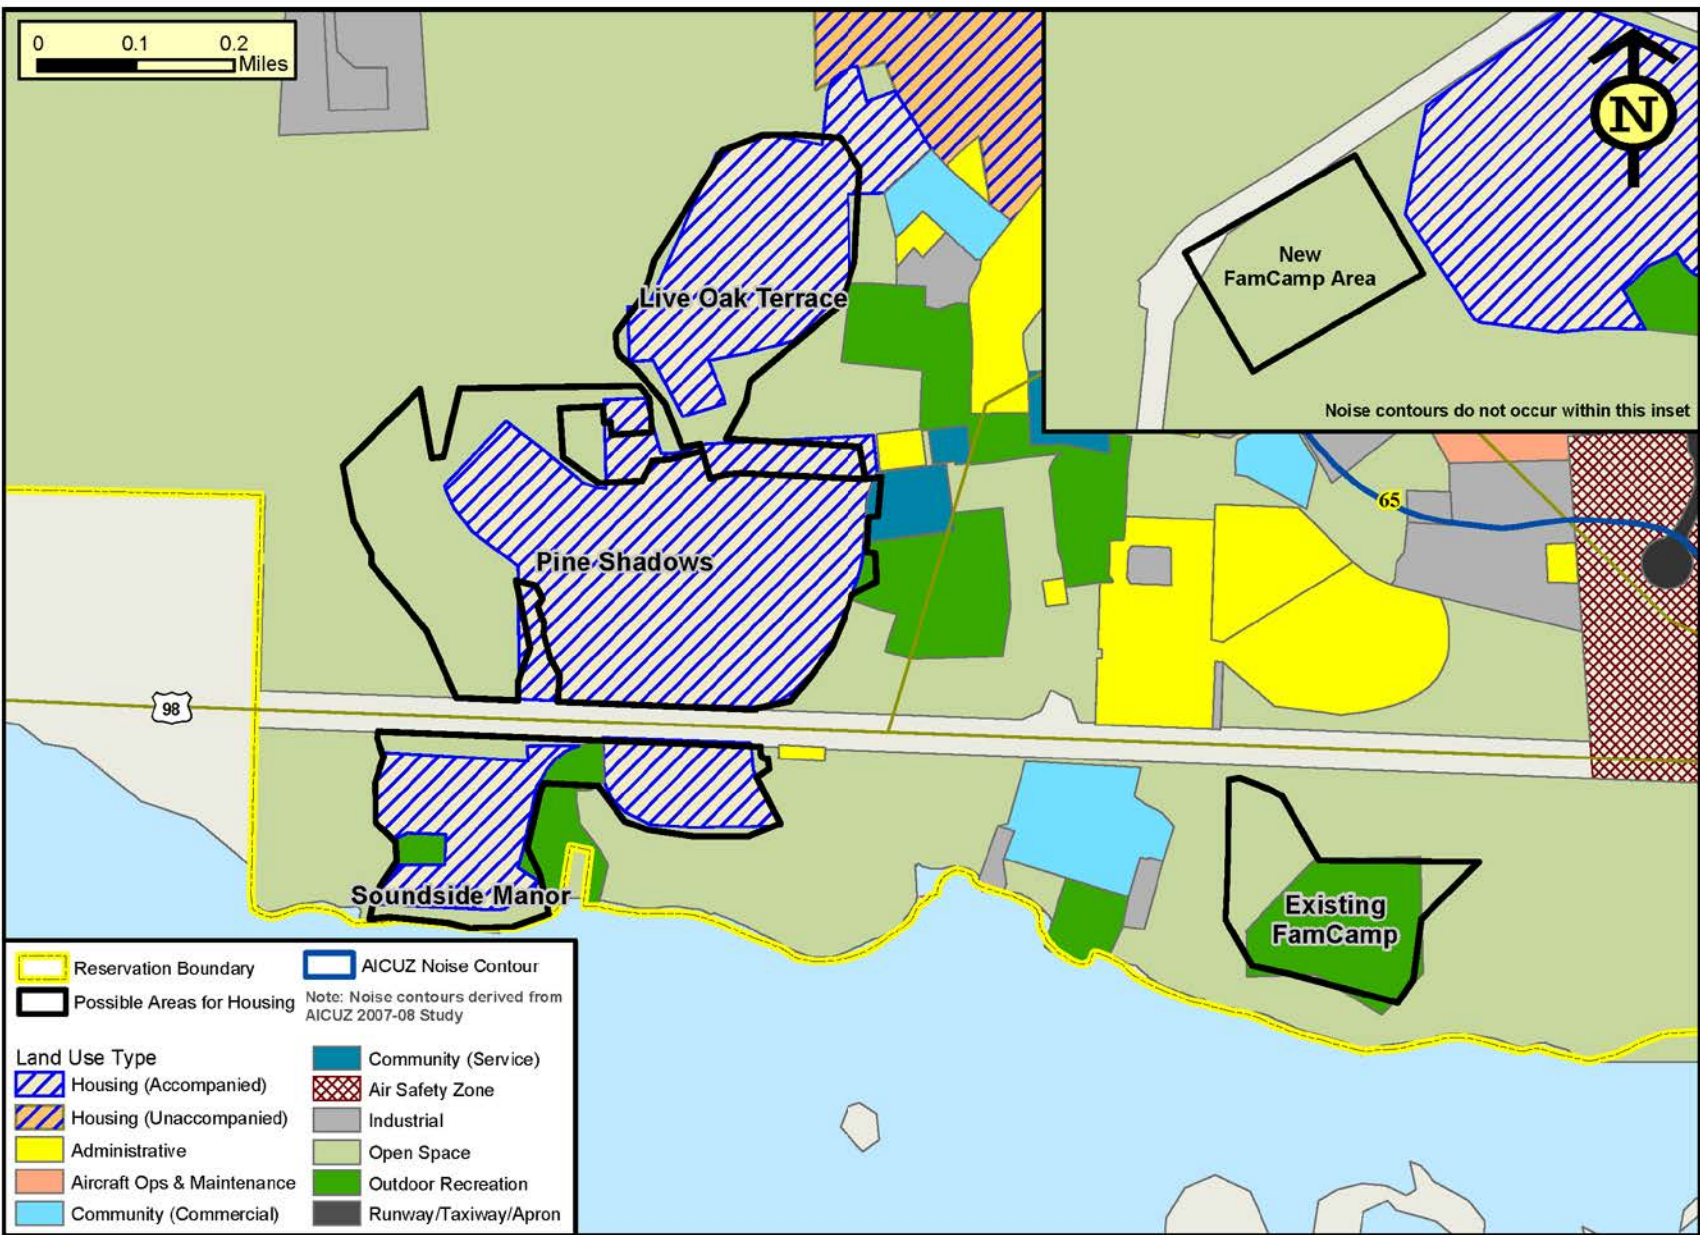 0 0.1 0.2
Miles
N
New
FamCamp Area
Noise contours do not occur within this inset
Live Oak Terrace
65
Pine Shadows
98
Soundside Manor
Existing
FamCamp
Reservation Boundary
Possible Areas for Housing
AICUZ Noise Contour
Note: Noise contours derived from
AICUZ 2007-08 Study
Land Use Type
Housing (Accompanied)
Housing (Unaccompanied)
Administrative
Aircraft Ops & Maintenance
Community (Commercial)
Community (Service)
Air Safety Zone
Industrial
Open Space
Outdoor Recreation
Runway/Taxiway/Apron